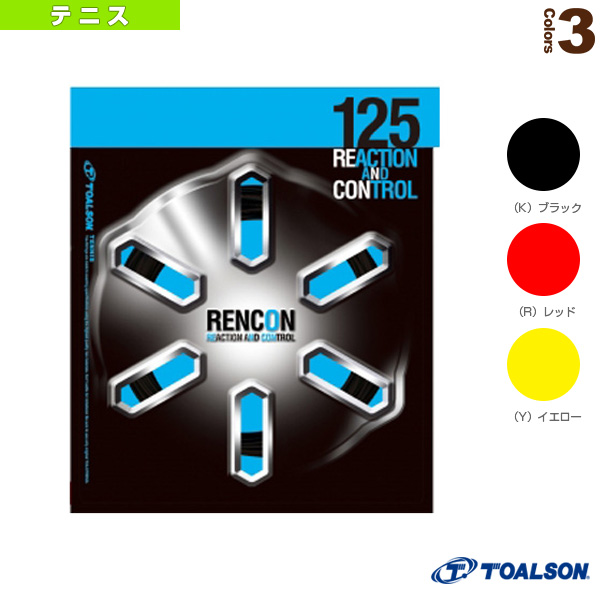 テニス
Colors 3
125
REACTION
AND
CONTROL
TOALSON
TENNIS
RENCON
REACTION AND CONTROL
（K）ブラック
（R）レッド
（Y）イエロー
TOALSON